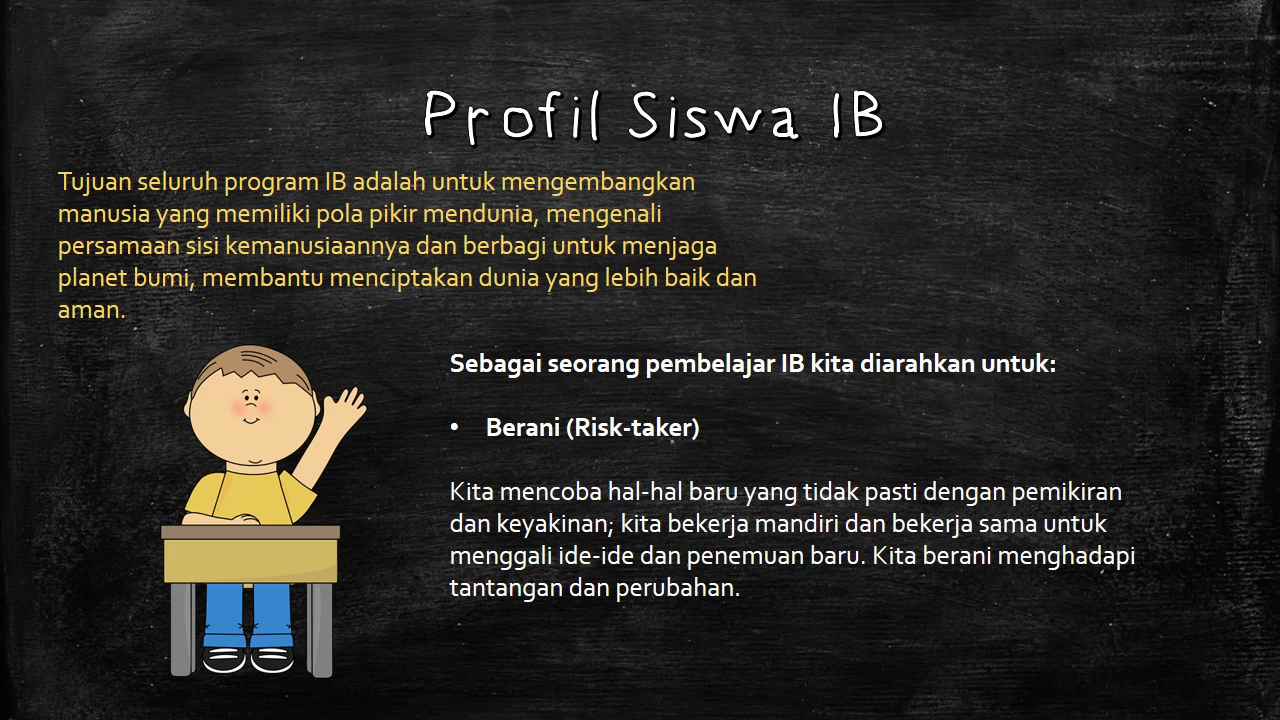 Profil Siswa IB
Tujuan seluruh program IB adalah untuk mengembangkan
manusia yang memiliki pola pikir mendunia, mengenali
persamaan sisi kemanusiaannya dan berbagi untuk menjaga
planet bumi, membantu menciptakan dunia yang lebih baik dan
aman.
Sebagai seorang pembelajar IB kita diarahkan untuk:
• Berani (Risk-taker)
Kita mencoba hal-hal baru yang tidak pasti dengan pemikiran
dan keyakinan; kita bekerja mandiri dan bekerja sama untuk
menggali ide-ide dan penemuan baru. Kita berani menghadapi
tantangan dan perubahan.